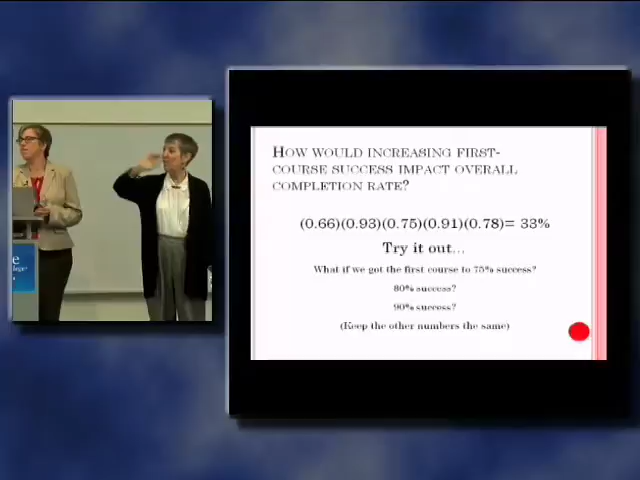 HOW WOULD INCREASING FIRST-
COURSE SUCCESS IMPACT OVERALL
COMPLETION RATE?
(0.66)(0.93)(0.75)(0.91)(0.78)= 33%
Try it out...
What if we got the first course to 75% success?
80% success?
90% success?
(Keep the other numbers the same)